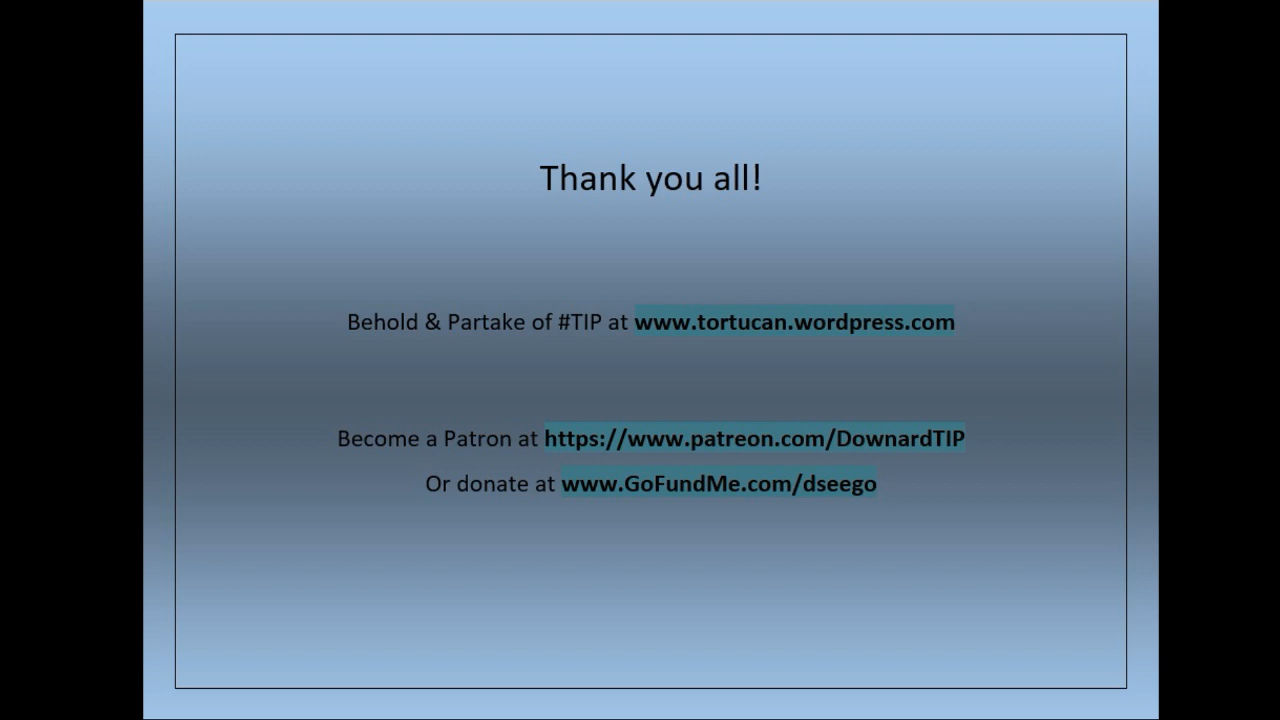 Thank you all!
Behold & Partake of #TIP at www.tortucan.wordpress.com
Become a Patron at https://www.patreon.com/DownardTIP
Or donate at www.GoFundMe.com/dseego